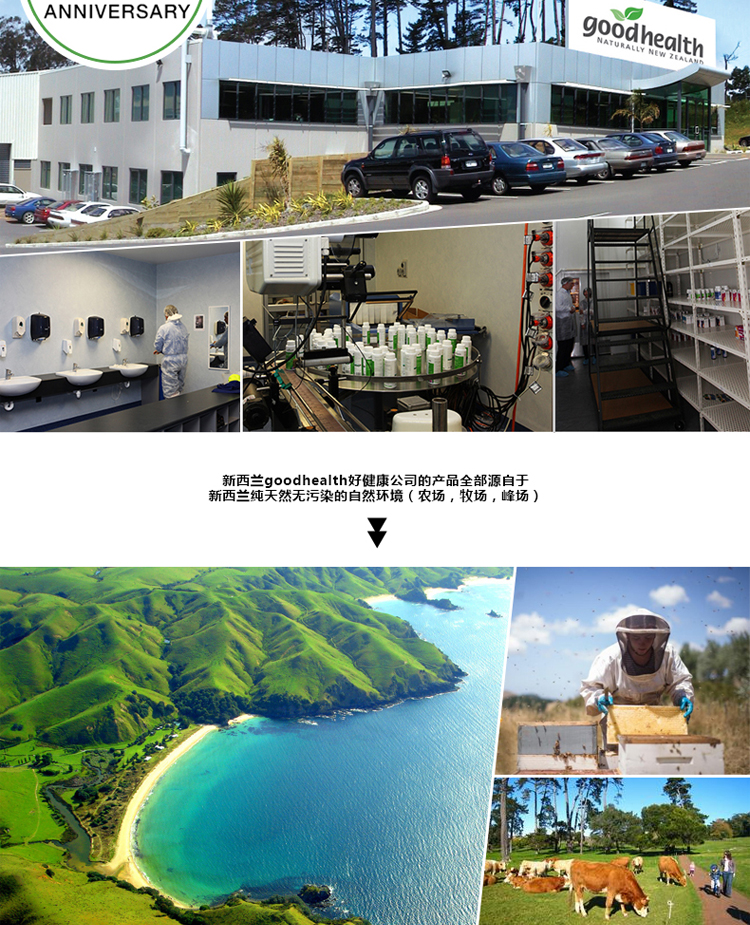 ANNIVERSARY
goodhealth
NATURALLY NEW ZEALAND
新西兰goodhealth好健康公司的产品全部源自于
新西兰纯天然无污染的自然环境（农场，牧场，峰场）